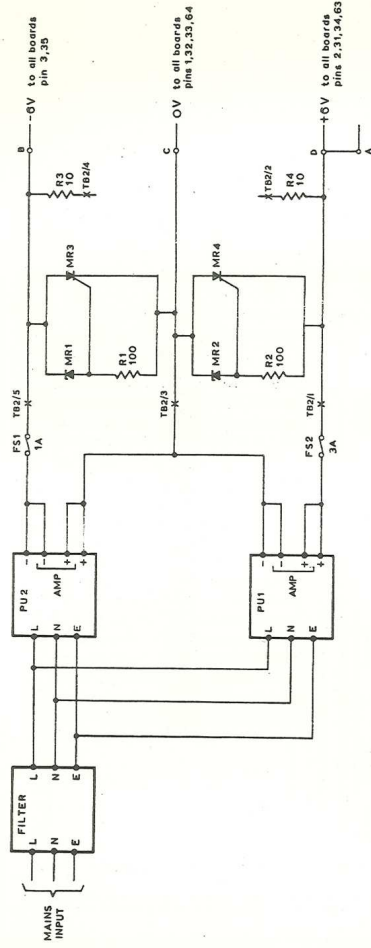 MAINS
INPUT
FILTER
L
L
N
N
E
E
PU2
L
N
E
-
-
AMP
+
+
PU1
L
N
E
-
-
AMP
+
+
FS1
1A
TB2/5
TB2/3
FS2
3A
TB2/1
MR1
MR3
R1
100
MR2
MR4
R2
100
R3
10
TB2/4
TB2/2
R4
10
B
-6V to all boards
pin 3,35
C
0V to all boards
pins 1,32,33,64
D
+6V to all boards
pins 2,31,34,63
A